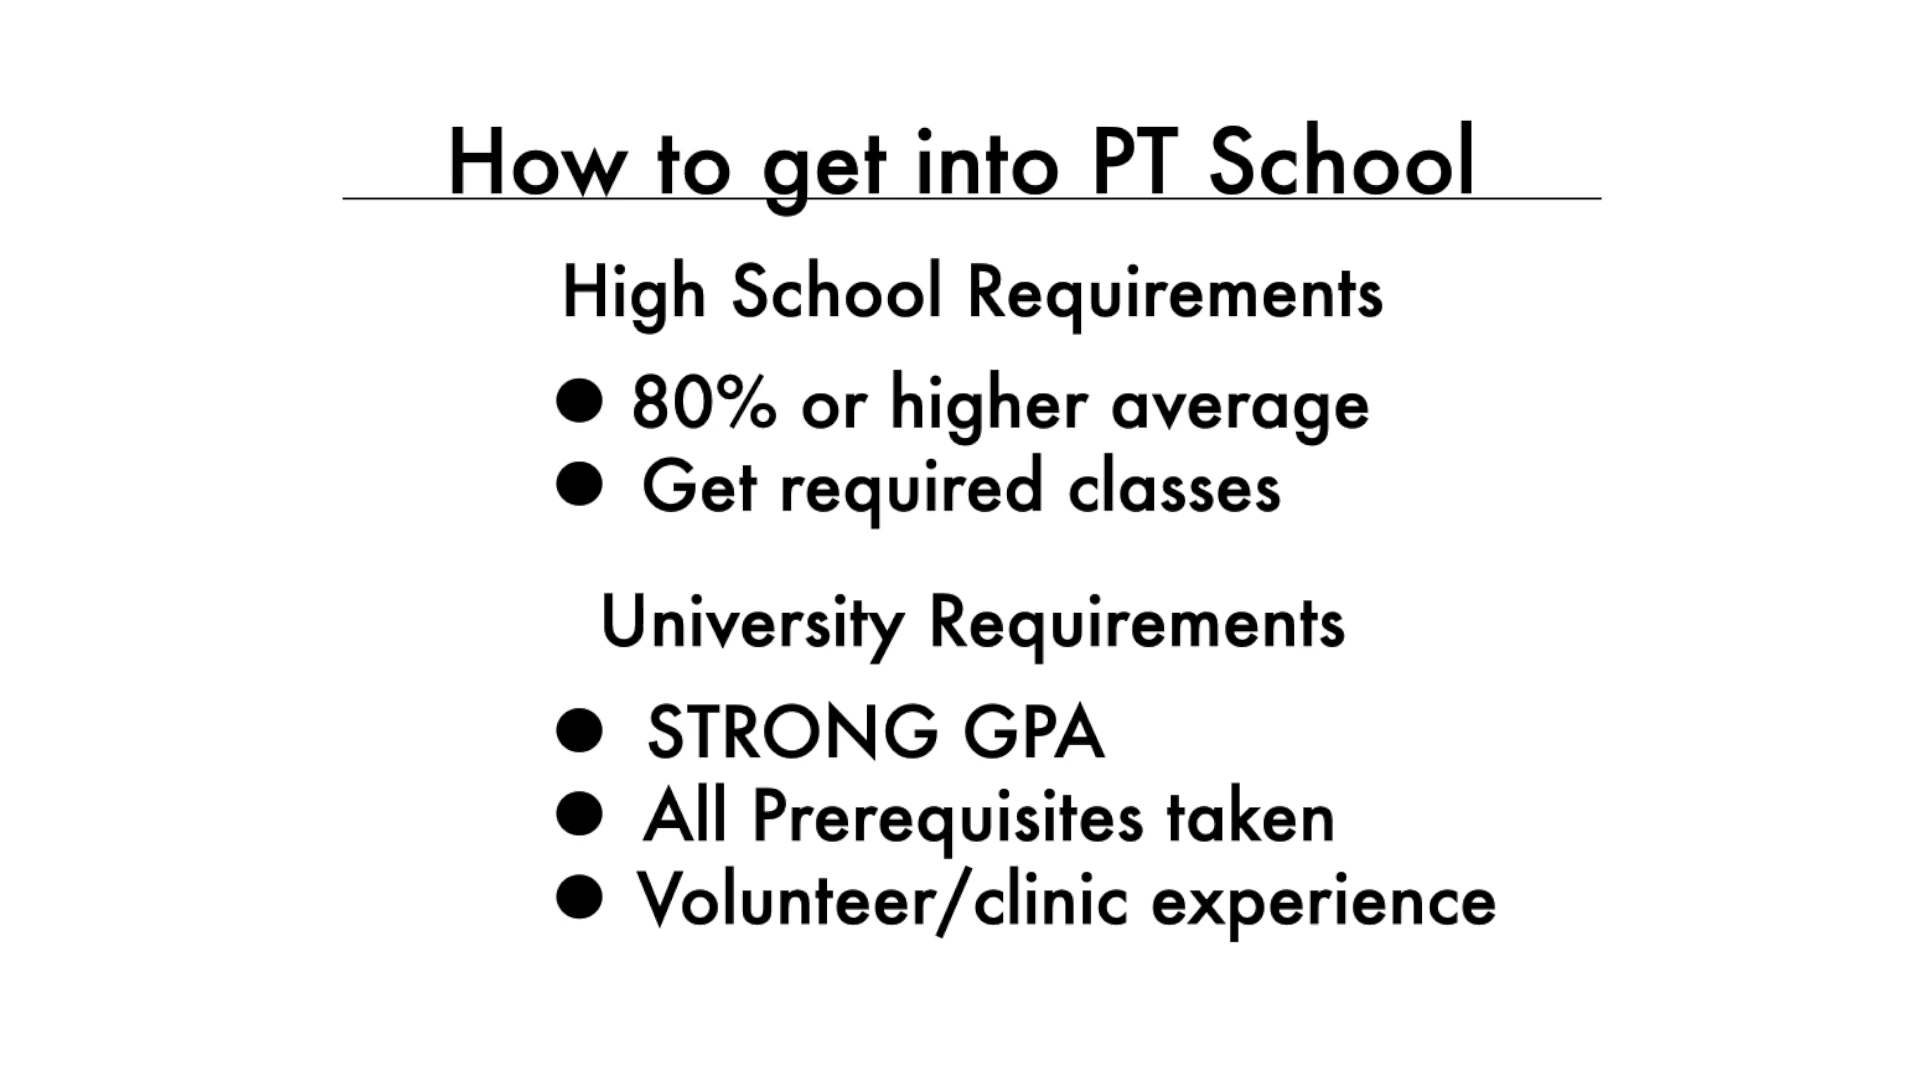 How to get into PT School
High School Requirements
● 80% or higher average
● Get required classes
University Requirements
● STRONG GPA
● All Prerequisites taken
● Volunteer/clinic experience